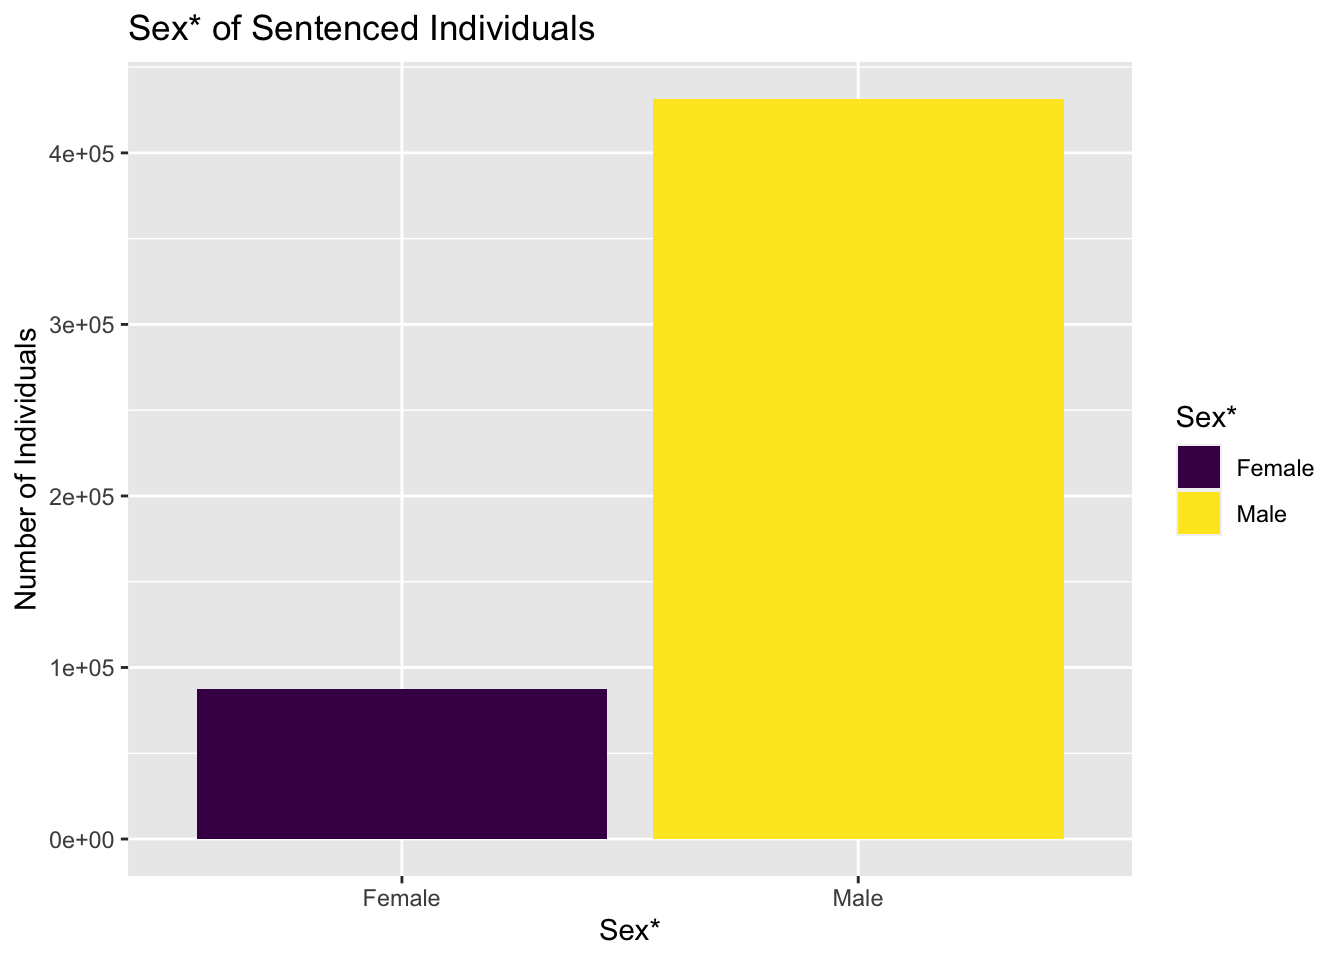 Sex* of Sentenced Individuals
Number of Individuals
4e+05
3e+05
2e+05
1e+05
0e+00
Female
Male
Sex*
Sex*
Female
Male